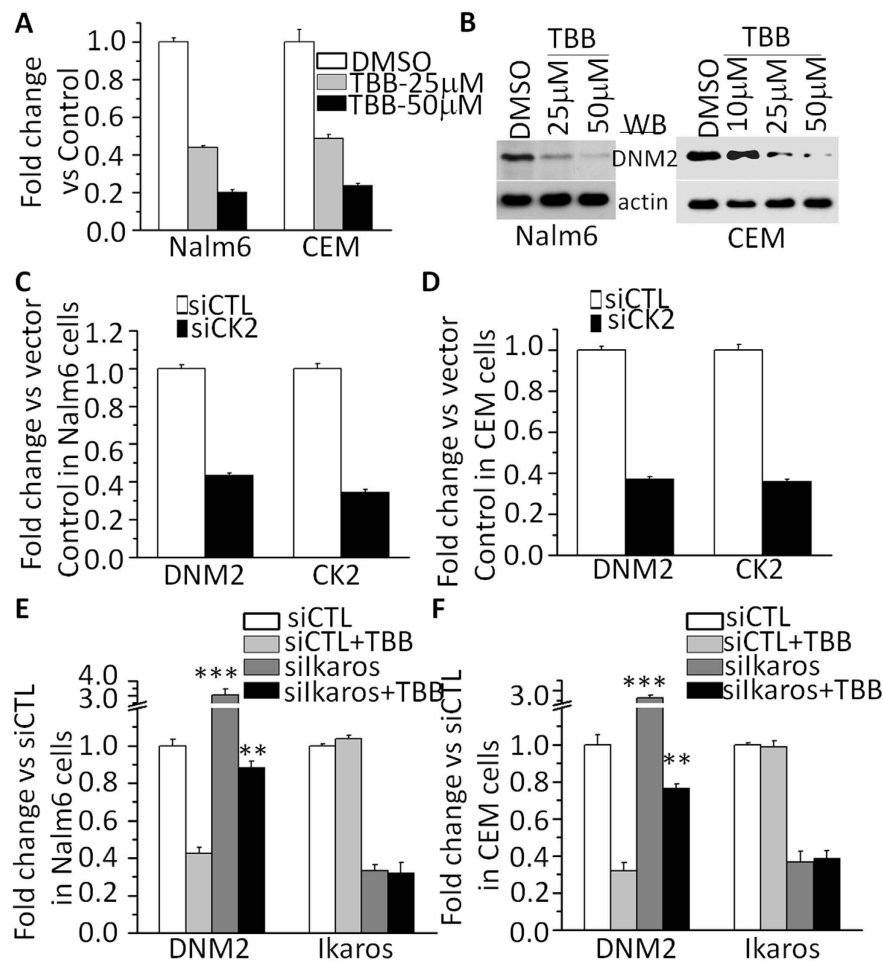 A
Fold change
vs Control
1.0
0.8
0.6
0.4
0.2
0.0
DMSO
TBB-25µM
TBB-50µM
Nalm6
CEM
B
TBB
DMSO
25µM
50µM
WB
DNM2
actin
Nalm6
TBB
DMSO
10µM
25µM
50µM
CEM
C
siCTL
siCK2
Fold change vs vector
Control in Nalm6 cells
1.2
1.0
0.8
0.6
0.4
0.2
0.0
DNM2
CK2
D
siCTL
siCK2
Fold change vs vector
Control in CEM cells
1.0
0.8
0.6
0.4
0.2
0.0
DNM2
CK2
E
siCTL
siCTL+TBB
siIkaros
siIkaros+TBB
Fold change vs siCTL
in Nalm6 cells
4.0
3.0
1.0
0.8
0.6
0.4
0.2
0.0
***
**
DNM2
Ikaros
F
siCTL
siCTL+TBB
siIkaros
siIkaros+TBB
Fold change vs siCTL
in CEM cells
3.0
1.0
0.8
0.6
0.4
0.2
0.0
***
**
DNM2
Ikaros